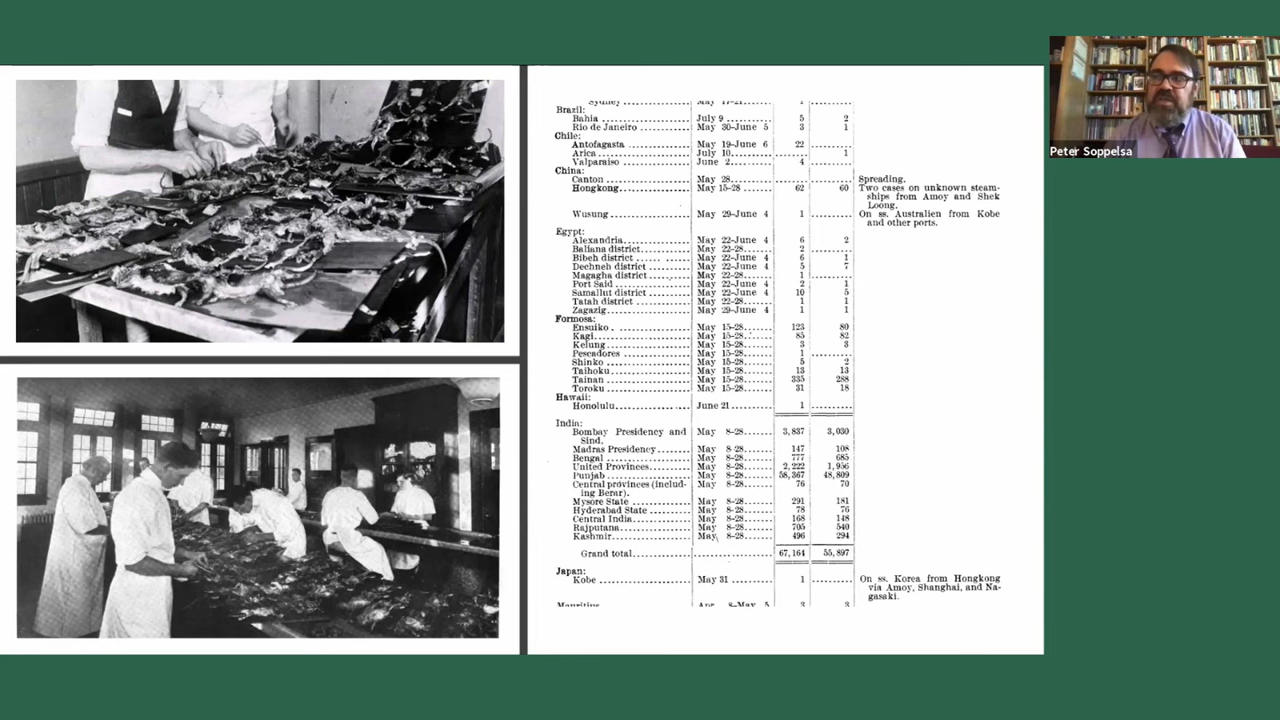 Brazil:
Bahia July 9 5 2
Rio de Janeiro May 30-June 5 3 1
Chile:
Antofagasta May 19-June 6 22
Arica July 10 1
Valparaiso June 2 4
China:
Canton May 28 Spreading.
Hongkong May 15-28 62 60 Two cases on unknown steam-
ships from Amoy and Shek
Loong.
Wusung May 29-June 4 1 On ss. Australien from Kobe
and other ports.
Egypt:
Alexandria May 22-June 4 6 2
Baliana district May 22-28 2
Bibeh district May 22-June 4 6 1
Dechneh district May 22-June 4 5 7
Magagha district May 22-28 1
Port Said May 22-June 4 2 1
Samallut district May 22-June 4 10 5
Tatah district May 22-28 1 1
Zagazig May 29-June 4 1 1
Formosa:
Ensuiko May 15-28 123 80
Kagi May 15-28 85 82
Kelung May 15-28 3 3
Pescadores May 15-28 1
Shinko May 15-28 5 2
Taihoku May 15-28 13 13
Tainan May 15-28 335 288
Toroku May 15-28 31 18
Hawaii:
Honolulu June 21 1
India:
Bombay Presidency and May 8-28 3,837 3,030
Sind.
Madras Presidency May 8-28 147 108
Bengal May 8-28 777 685
United Provinces May 8-28 2,222 1,956
Punjab May 8-28 58,367 48,809
Central provinces (includ- May 8-28 76 70
ing Berar).
Mysore State May 8-28 291 181
Hyderabad State May 8-28 78 76
Central India May 8-28 168 148
Rajputana May 8-28 705 540
Kashmir May 8-28 496 294
Grand total 67,164 55,897
Japan:
Kobe May 31 1 On ss. Korea from Hongkong
via Amoy, Shanghai, and Na-
gasaki.
Peter Soppelsa